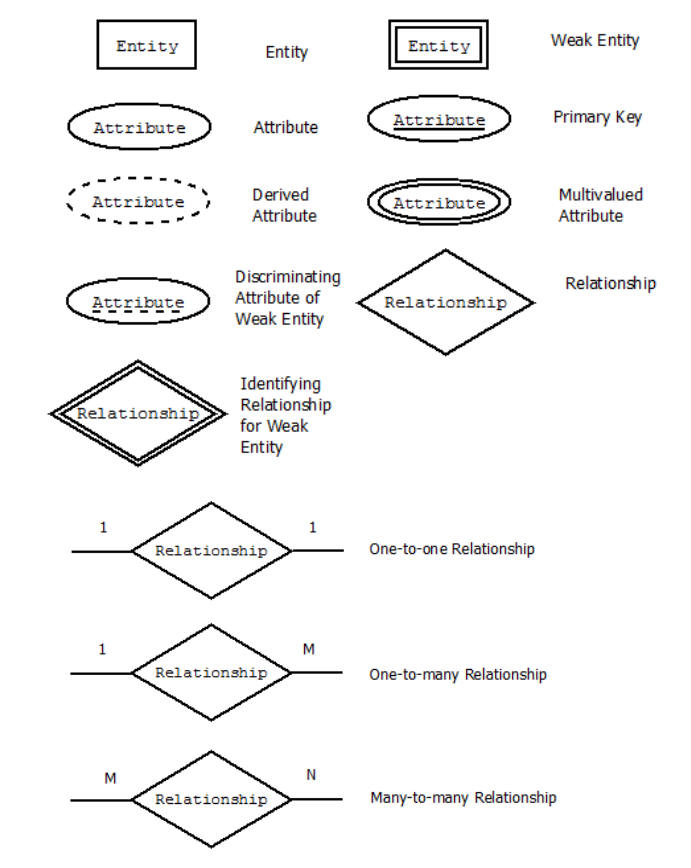 Entity
Entity
Entity
Weak Entity
Attribute
Attribute
Attribute
Primary Key
Attribute
Derived
Attribute
Attribute
Multivalued
Attribute
Attribute
Discriminating
Attribute of
Weak Entity
Relationship
Relationship
Relationship
Identifying
Relationship
for Weak
Entity
1
Relationship
1
One-to-one Relationship
1
Relationship
M
One-to-many Relationship
M
Relationship
N
Many-to-many Relationship